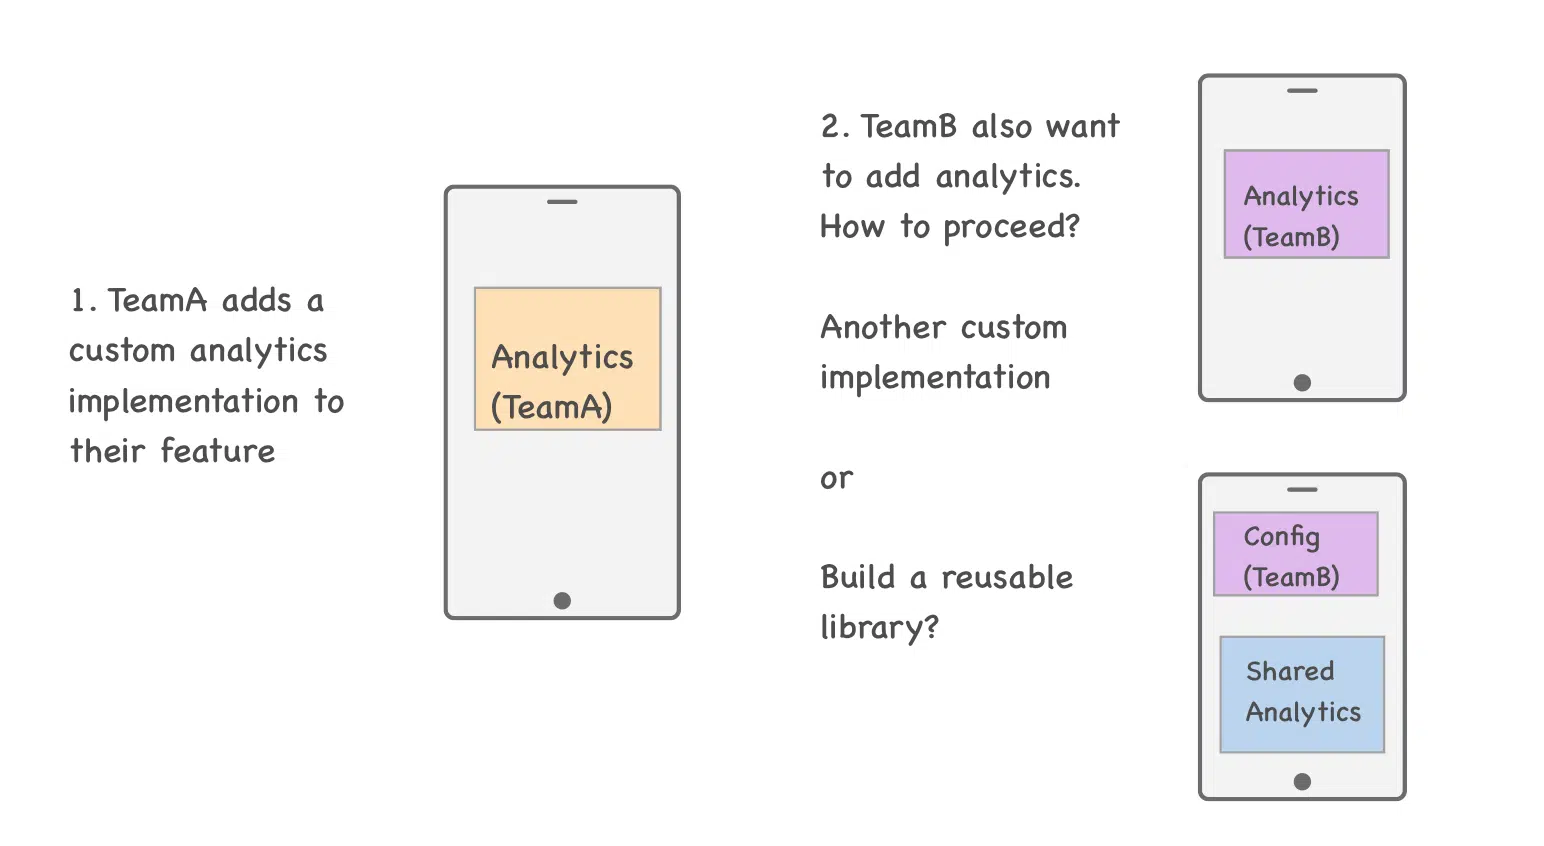 1. TeamA adds a
custom analytics
implementation to
their feature
Analytics
(TeamA)
2. TeamB also want
to add analytics.
How to proceed?
Another custom
implementation
or
Build a reusable
library?
Analytics
(TeamB)
Config
(TeamB)
Shared
Analytics